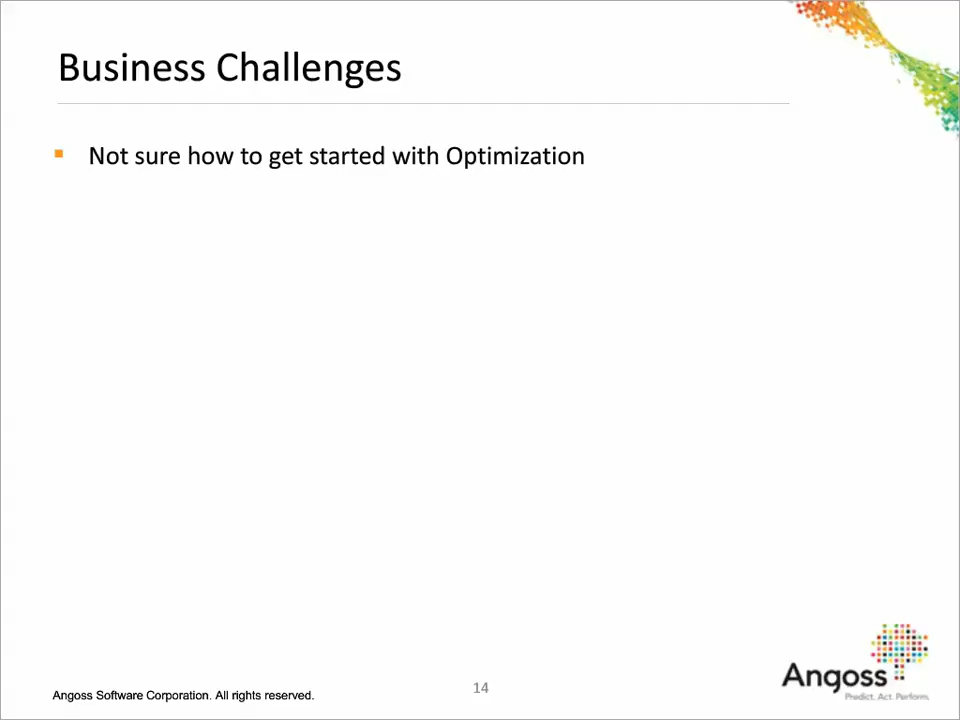 Business Challenges
Not sure how to get started with Optimization
Angoss Software Corporation. All rights reserved.
14
Angoss
Predict. Act. Perform.